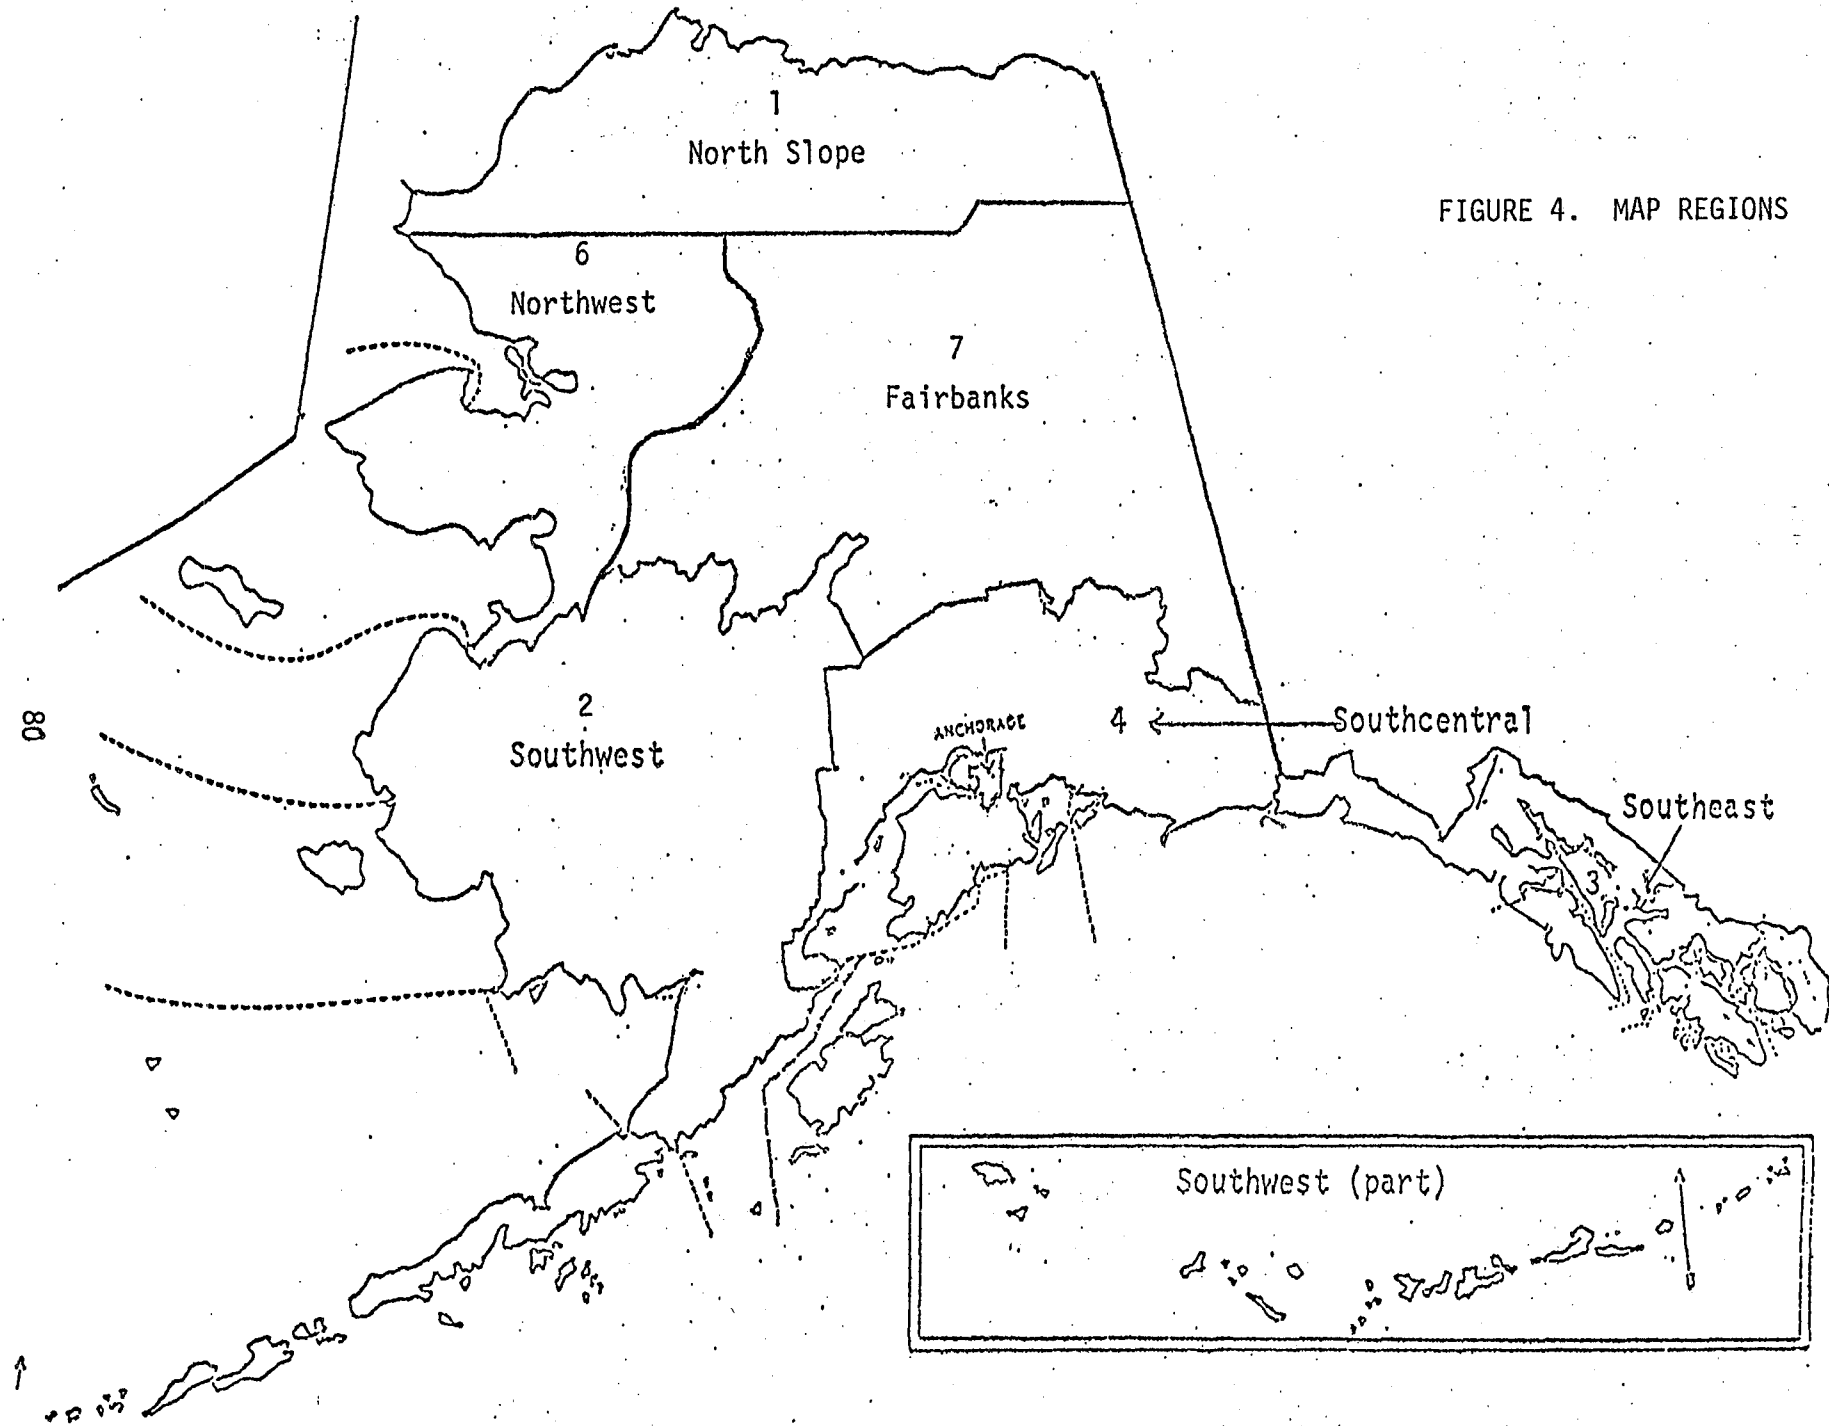 1
North Slope
FIGURE 4. MAP REGIONS
6
Northwest
7
Fairbanks
2
Southwest
80
ANCHORAGE
5
4
Southcentral
Southeast
3
Southwest (part)